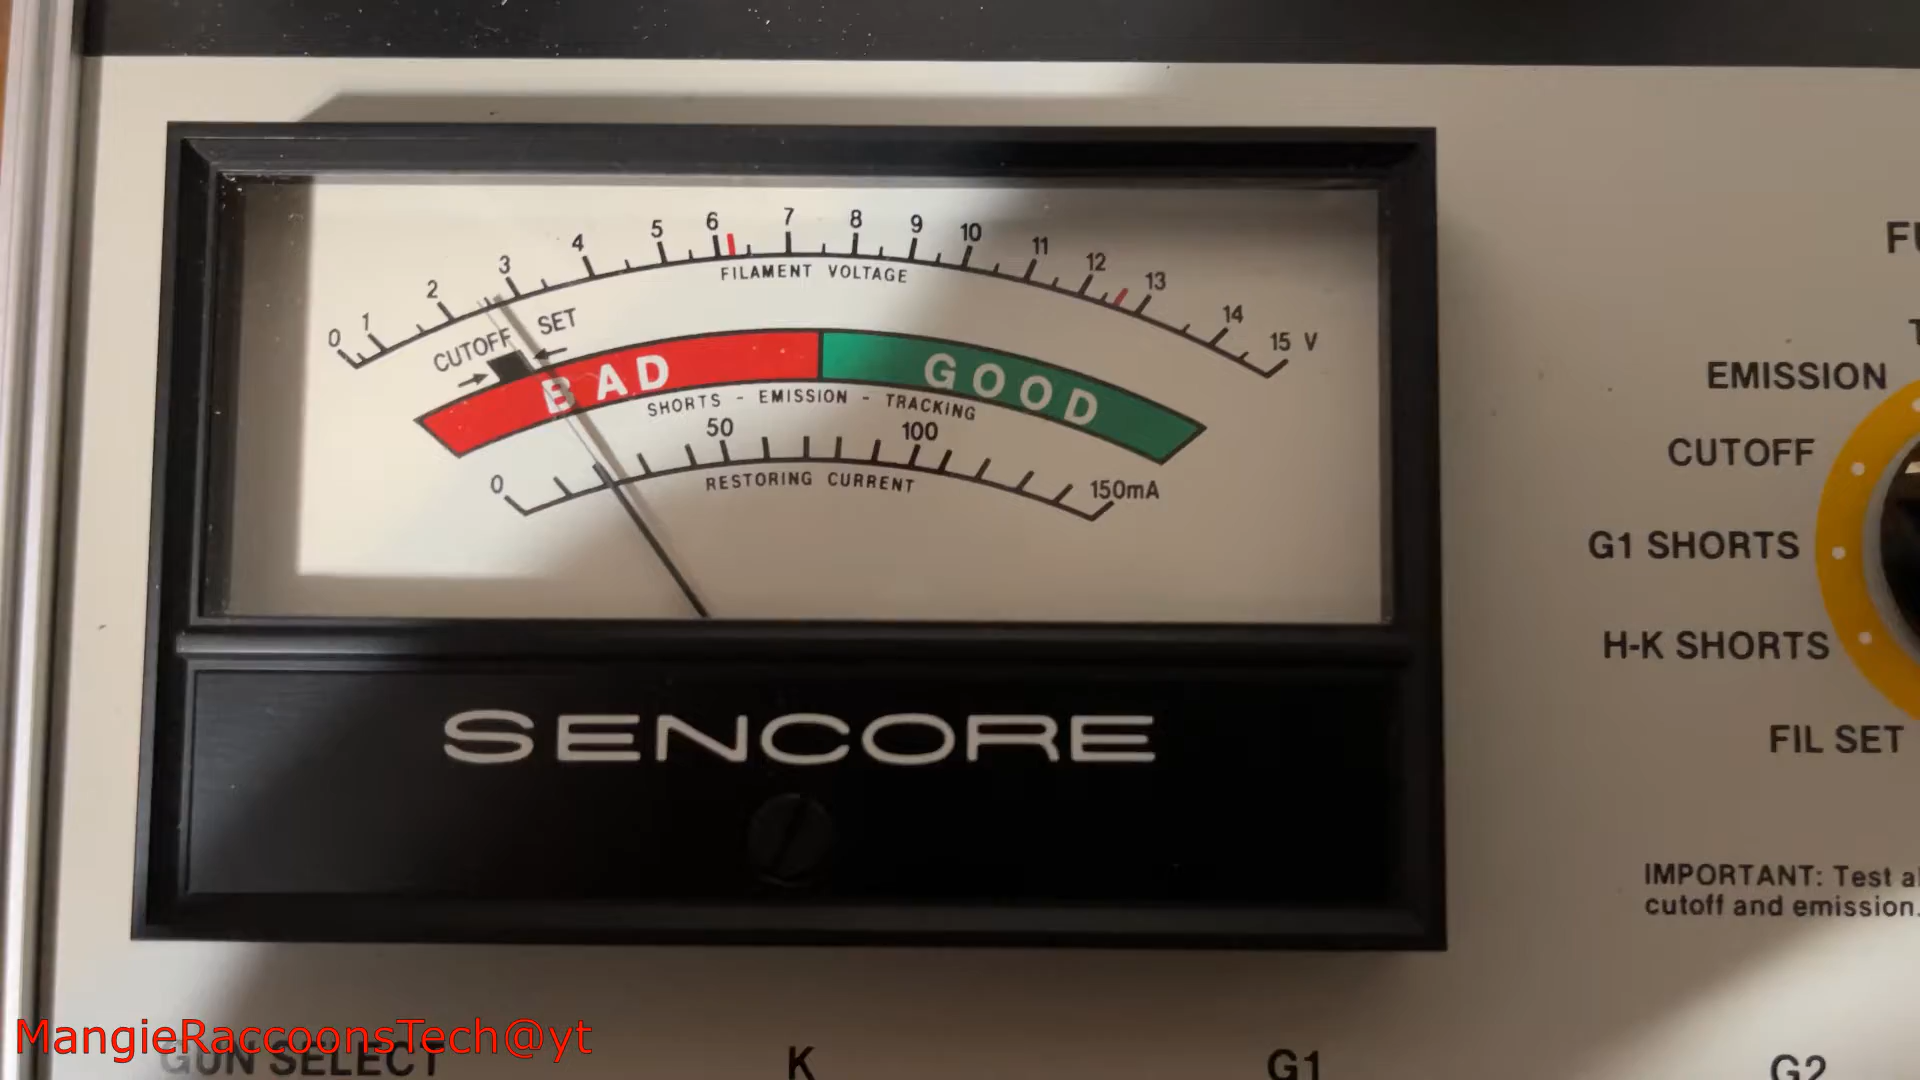 0 1 2 3 4 5 6 7 8 9 10 11 12 13 14 15 V
FILAMENT VOLTAGE
CUTOFF SET
BAD GOOD
SHORTS - EMISSION - TRACKING
0 50 100 150mA
RESTORING CURRENT
SENCORE
FU
T
EMISSION
CUTOFF
G1 SHORTS
H-K SHORTS
FIL SET
IMPORTANT: Test al
cutoff and emission.
MangieRaccoonsTech@yt
GUN SELECT K G1 G2